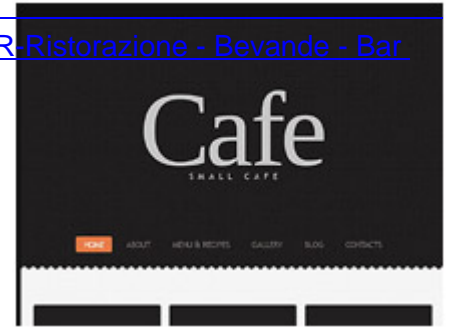 R-Ristorazione - Bevande - Bar
Cafe
SMALL CAFE
HOME ABOUT MENU & RECIPES GALLERY BLOG CONTACTS